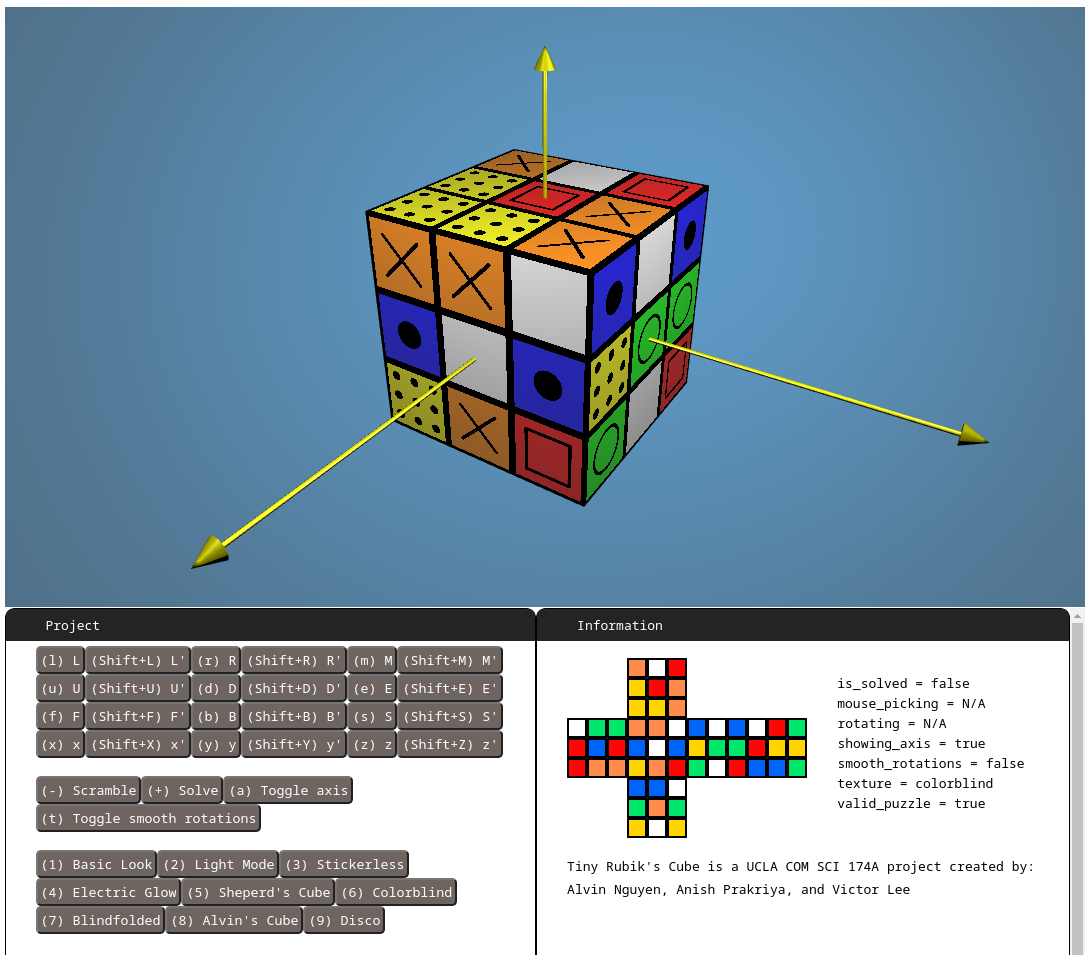 Project
(l) L (Shift+L) L' (r) R (Shift+R) R' (m) M (Shift+M) M'
(u) U (Shift+U) U' (d) D (Shift+D) D' (e) E (Shift+E) E'
(f) F (Shift+F) F' (b) B (Shift+B) B' (s) S (Shift+S) S'
(x) x (Shift+X) x' (y) y (Shift+Y) y' (z) z (Shift+Z) z'
(-) Scramble (+) Solve (a) Toggle axis
(t) Toggle smooth rotations
(1) Basic Look (2) Light Mode (3) Stickerless
(4) Electric Glow (5) Sheperd's Cube (6) Colorblind
(7) Blindfolded (8) Alvin's Cube (9) Disco
Information
is_solved = false
mouse_picking = N/A
rotating = N/A
showing_axis = true
smooth_rotations = false
texture = colorblind
valid_puzzle = true
Tiny Rubik's Cube is a UCLA COM SCI 174A project created by:
Alvin Nguyen, Anish Prakriya, and Victor Lee